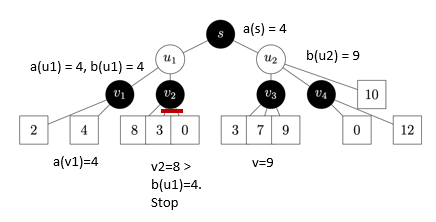 s
a(s) = 4
u1
u2
a(u1) = 4, b(u1) = 4
b(u2) = 9
v1
v2
v3
v4
10
2
4
8
3
0
3
7
9
0
12
a(v1)=4
v2=8 >
b(u1)=4.
Stop
v=9